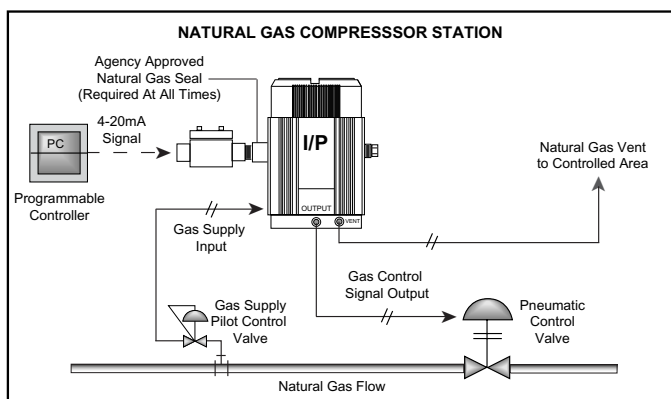 NATURAL GAS COMPRESSSOR STATION
Agency Approved
Natural Gas Seal
(Required At All Times)
4-20mA
Signal
PC
Programmable
Controller
I/P
OUTPUT
VENT
Natural Gas Vent
to Controlled Area
Gas Supply
Input
Gas Control
Signal Output
Gas Supply
Pilot Control
Valve
Pneumatic
Control
Valve
Natural Gas Flow